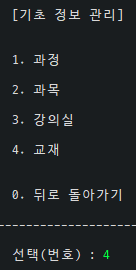 [기초 정보 관리]
1. 과정
2. 과목
3. 강의실
4. 교재
0. 뒤로 돌아가기
--------------------
선택(번호) : 4